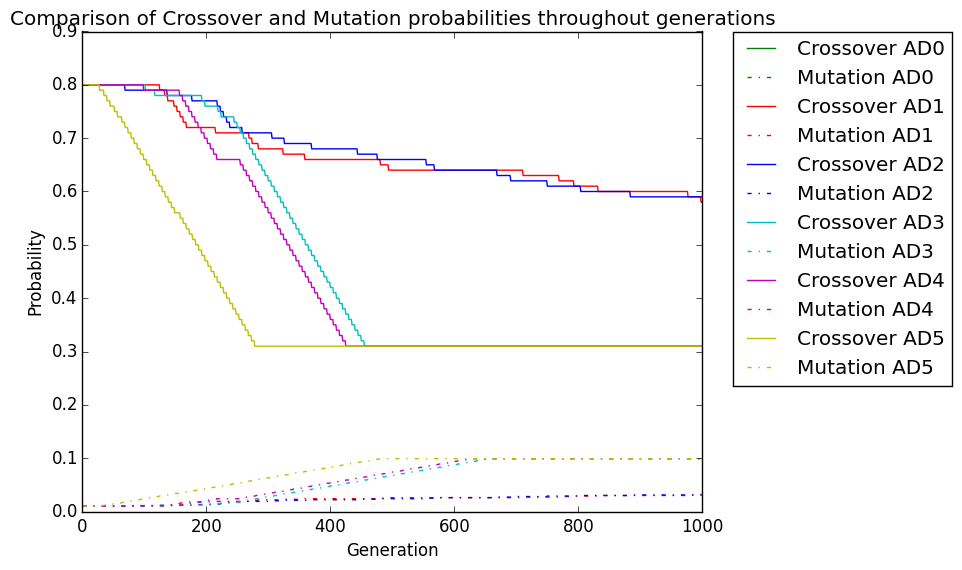 Comparison of Crossover and Mutation probabilities throughout generations
0.9
0.8
0.7
0.6
0.5
0.4
0.3
0.2
0.1
0.0
Probability
0
200
400
600
800
1000
Generation
Crossover AD0
Mutation AD0
Crossover AD1
Mutation AD1
Crossover AD2
Mutation AD2
Crossover AD3
Mutation AD3
Crossover AD4
Mutation AD4
Crossover AD5
Mutation AD5